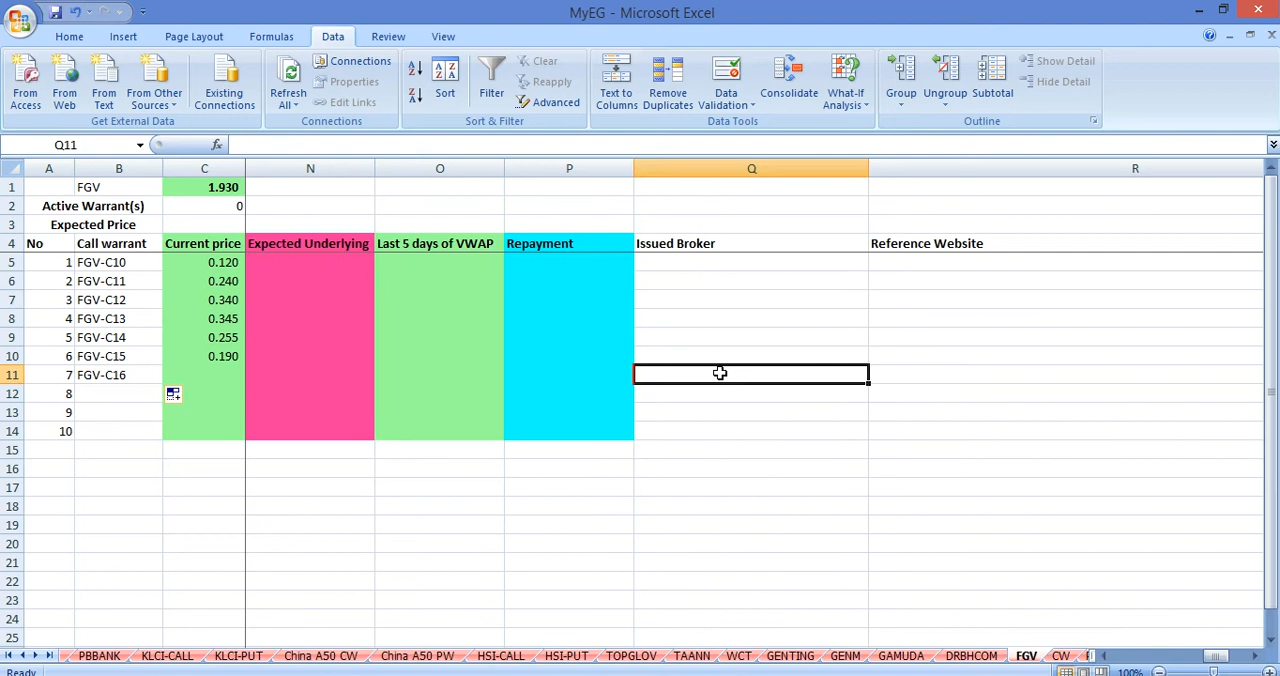 MyEG - Microsoft Excel
Home Insert Page Layout Formulas Data Review View
From Access
From Web
From Text
From Other Sources
Existing Connections
Get External Data
Refresh All
Connections
Properties
Edit Links
Connections
Sort
Filter
Clear
Reapply
Advanced
Sort & Filter
Text to Columns
Remove Duplicates
Data Validation
Consolidate
What-If Analysis
Data Tools
Group
Ungroup
Subtotal
Show Detail
Hide Detail
Outline
Q11 fx
A B C N O P Q R
1 FGV 1.930
2 Active Warrant(s) 0
3 Expected Price
4 No Call warrant Current price Expected Underlying Last 5 days of VWAP Repayment Issued Broker Reference Website
5 1 FGV-C10 0.120
6 2 FGV-C11 0.240
7 3 FGV-C12 0.340
8 4 FGV-C13 0.345
9 5 FGV-C14 0.255
10 6 FGV-C15 0.190
11 7 FGV-C16
12 8
13 9
14 10
15
16
17
18
19
20
21
22
23
24
25
PBBANK KLCI-CALL KLCI-PUT China A50 CW China A50 PW HSI-CALL HSI-PUT TOPGLOV TAANN WCT GENTING GENM GAMUDA DRBHCOM FGV CW
Ready 100%